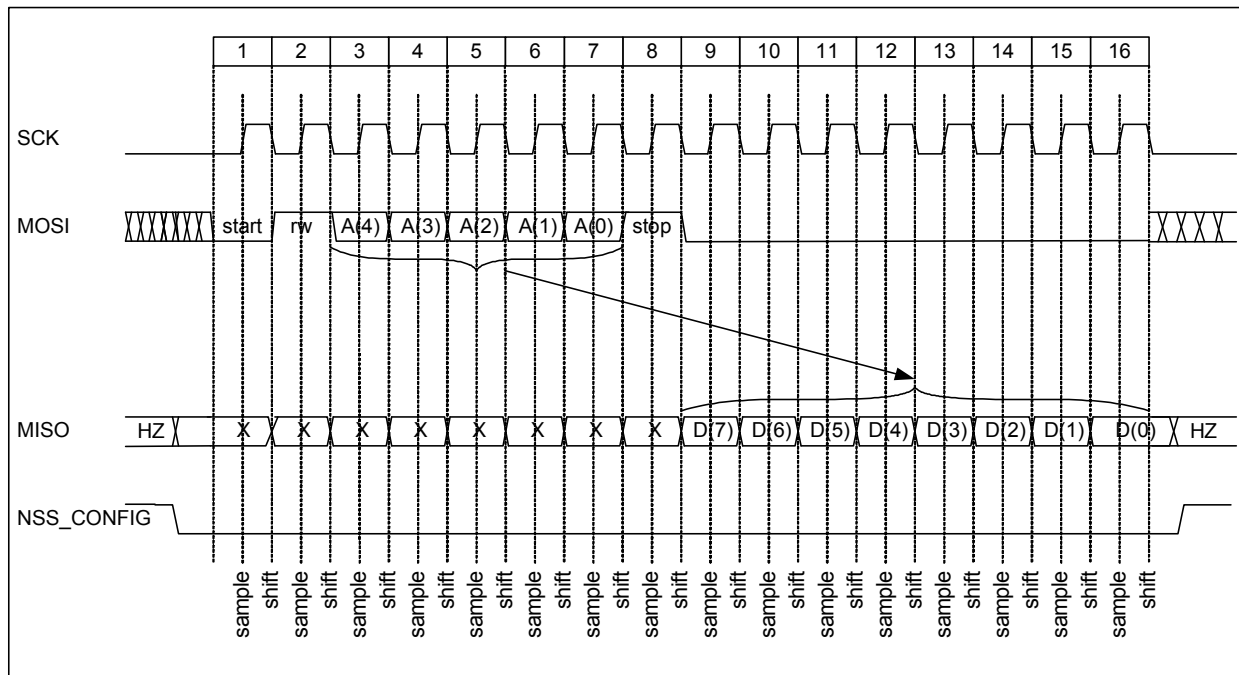 1 2 3 4 5 6 7 8 9 10 11 12 13 14 15 16
SCK
MOSI start rw A(4) A(3) A(2) A(1) A(0) stop
MISO HZ X X X X X X X X D(7) D(6) D(5) D(4) D(3) D(2) D(1) D(0) HZ
NSS_CONFIG
sample shift sample shift sample shift sample shift sample shift sample shift sample shift sample shift sample shift sample shift sample shift sample shift sample shift sample shift sample shift sample shift